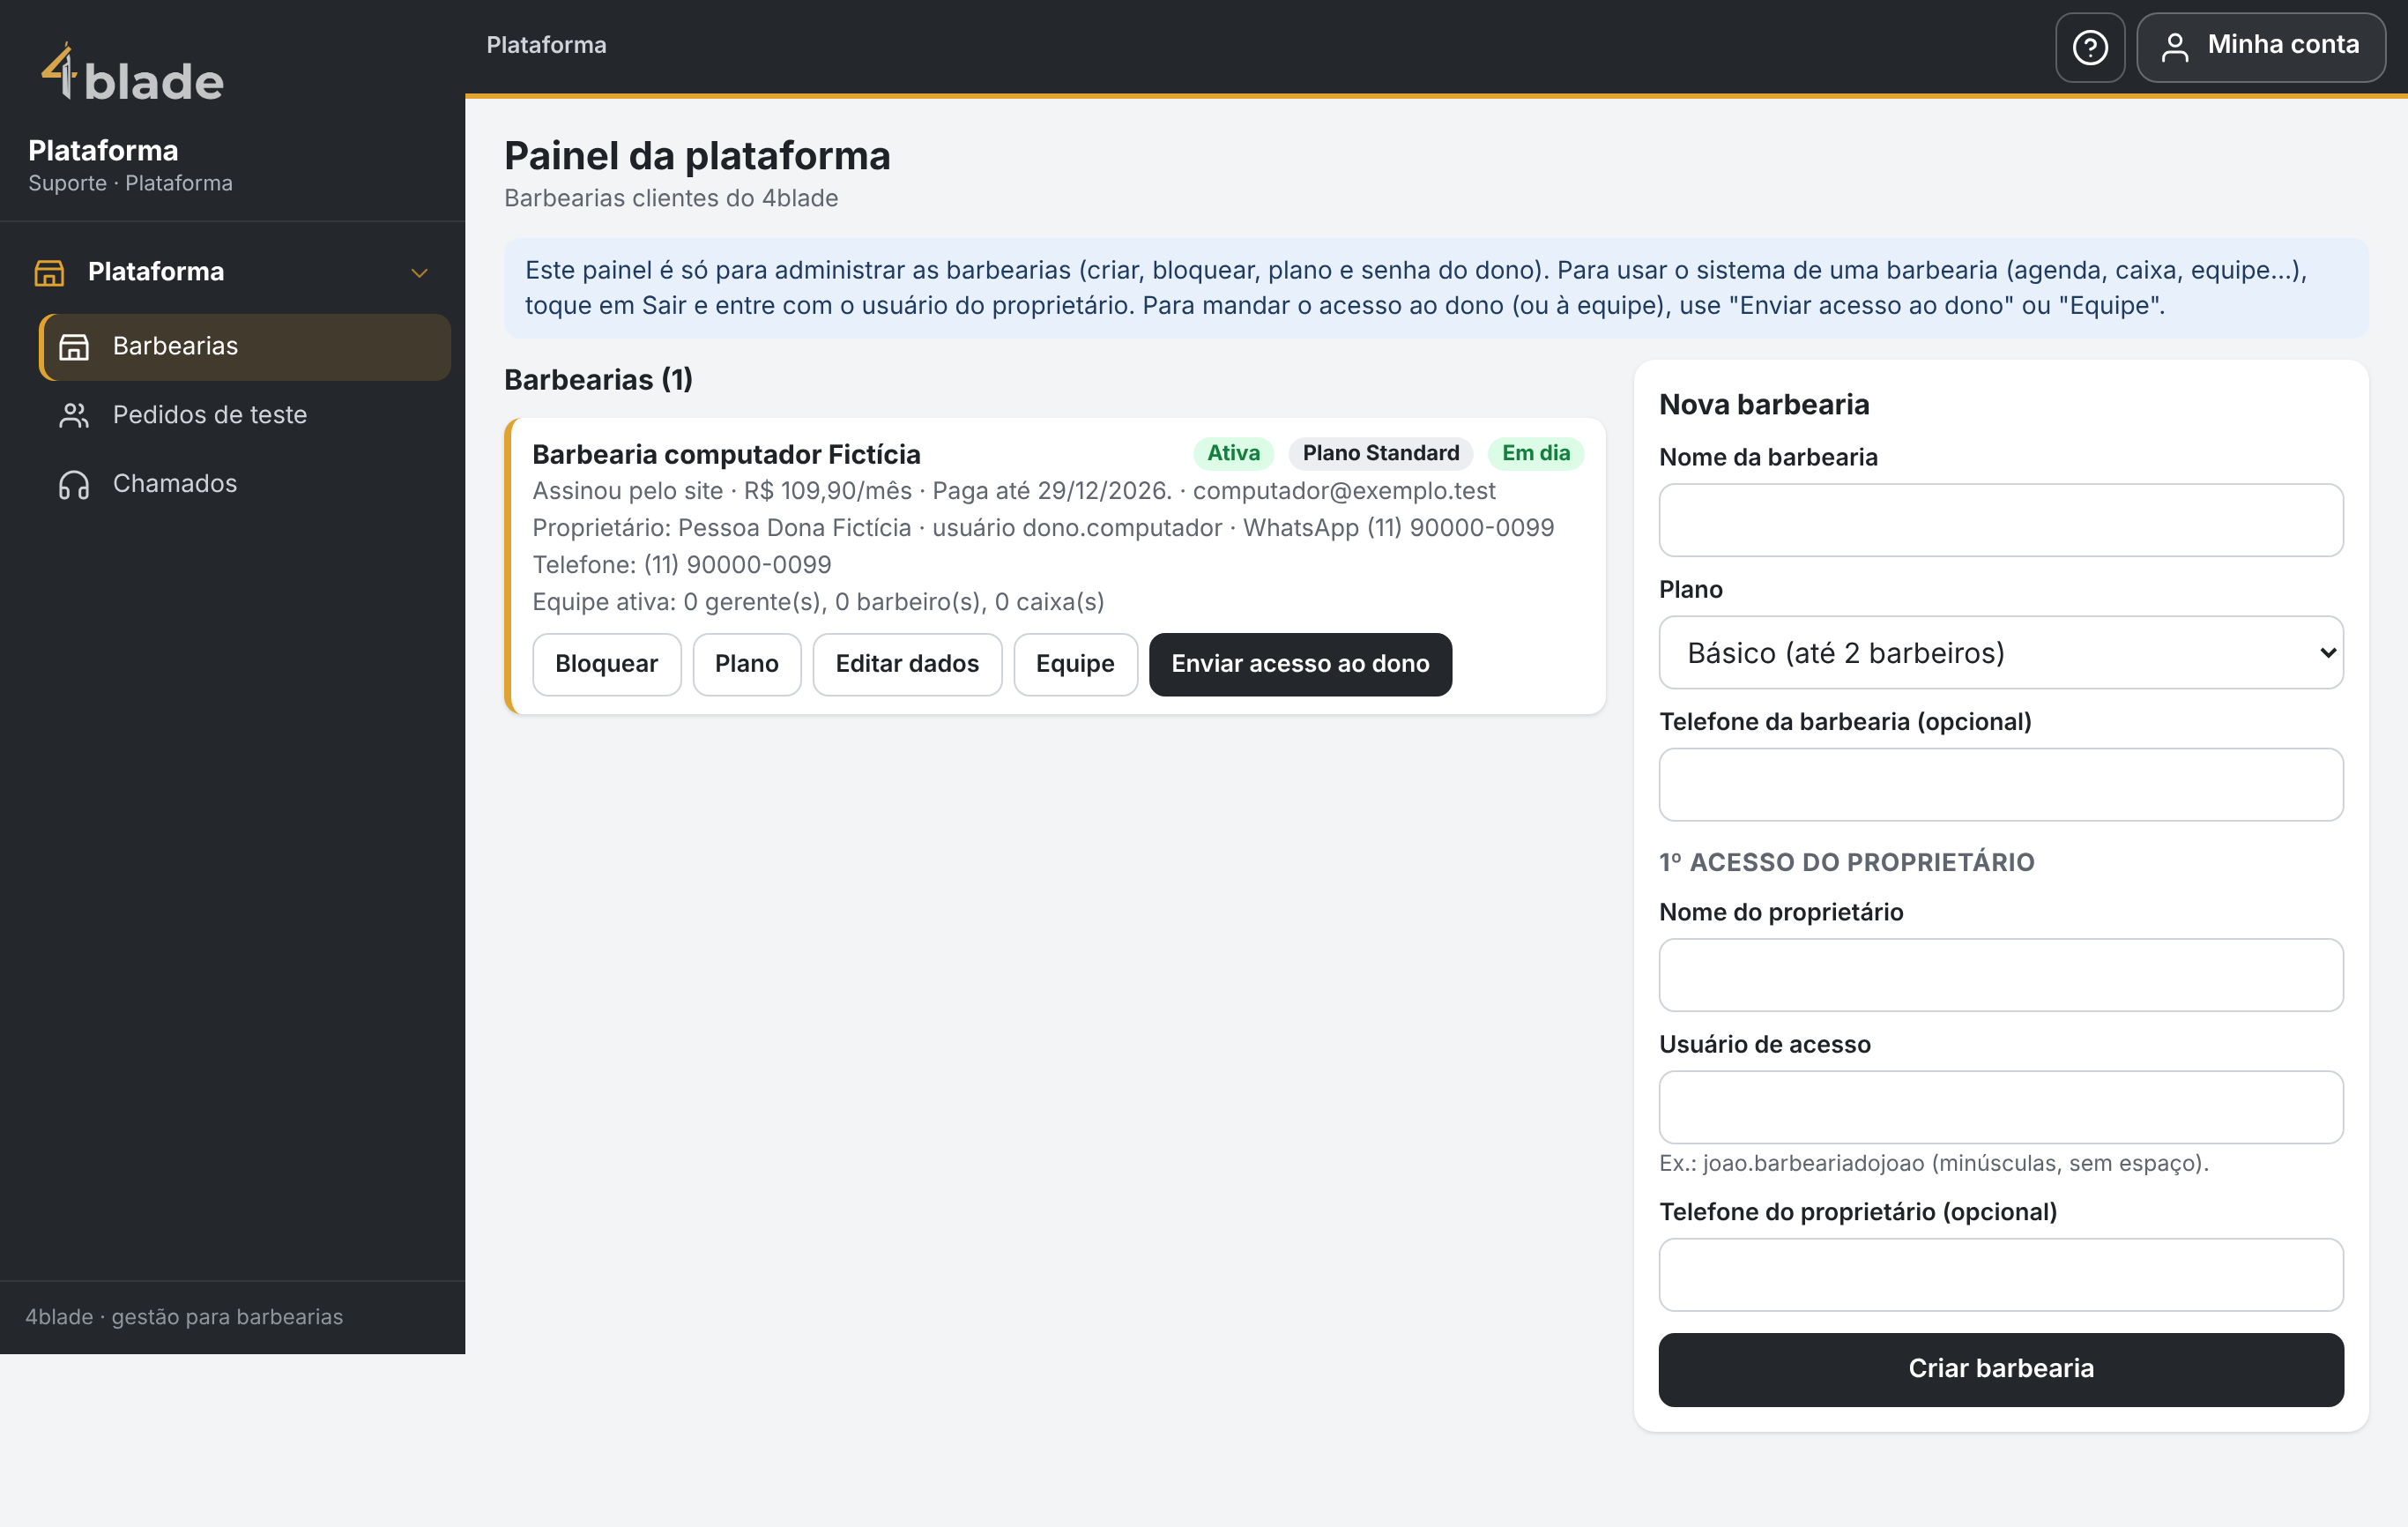 4blade
Plataforma
Suporte · Plataforma
Plataforma
Barbearias
Pedidos de teste
Chamados
4blade · gestão para barbearias
Plataforma
Minha conta
Painel da plataforma
Barbearias clientes do 4blade
Este painel é só para administrar as barbearias (criar, bloquear, plano e senha do dono). Para usar o sistema de uma barbearia (agenda, caixa, equipe...),
toque em Sair e entre com o usuário do proprietário. Para mandar o acesso ao dono (ou à equipe), use "Enviar acesso ao dono" ou "Equipe".
Barbearias (1)
Barbearia computador Fictícia
Ativa
Plano Standard
Em dia
Assinou pelo site · R$ 109,90/mês · Paga até 29/12/2026. · computador@exemplo.test
Proprietário: Pessoa Dona Fictícia · usuário dono.computador · WhatsApp (11) 90000-0099
Telefone: (11) 90000-0099
Equipe ativa: 0 gerente(s), 0 barbeiro(s), 0 caixa(s)
Bloquear
Plano
Editar dados
Equipe
Enviar acesso ao dono
Nova barbearia
Nome da barbearia
Plano
Básico (até 2 barbeiros)
Telefone da barbearia (opcional)
1º ACESSO DO PROPRIETÁRIO
Nome do proprietário
Usuário de acesso
Ex.: joao.barbeariadojoao (minúsculas, sem espaço).
Telefone do proprietário (opcional)
Criar barbearia